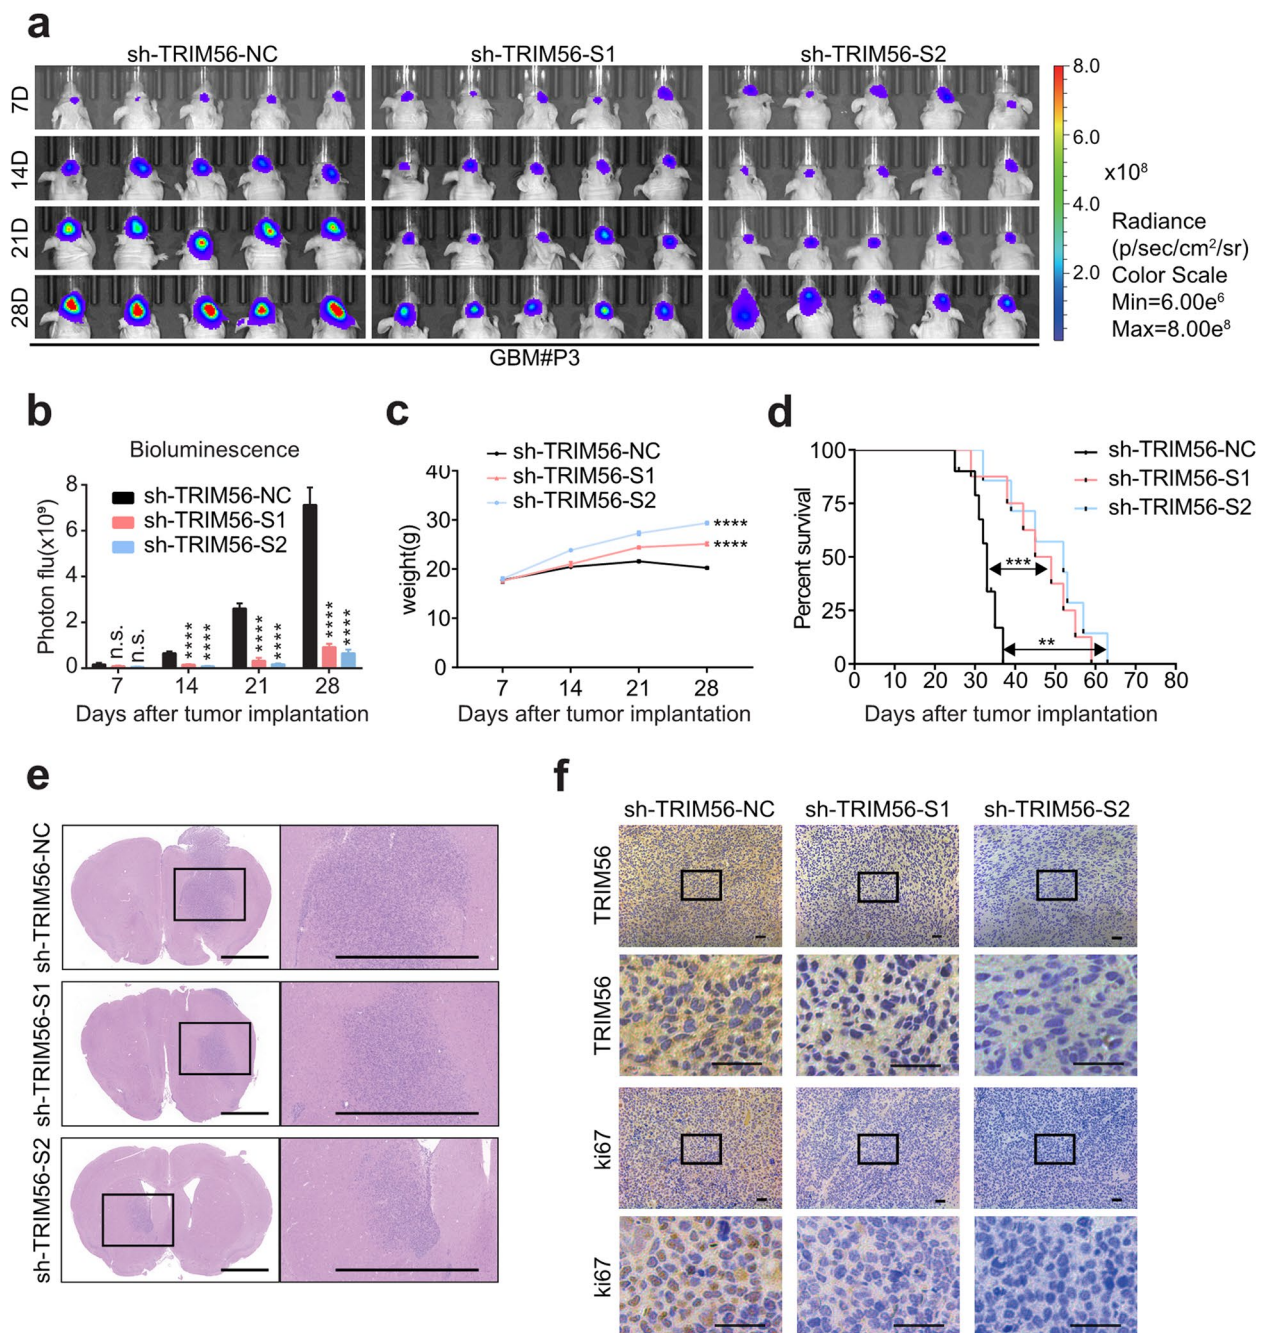 a
sh-TRIM56-NC sh-TRIM56-S1 sh-TRIM56-S2
7D
14D
21D
28D
GBM#P3
8.0
6.0
4.0
2.0
x10⁸
Radiance
(p/sec/cm²/sr)
Color Scale
Min=6.00e⁶
Max=8.00e⁸
b
Bioluminescence
sh-TRIM56-NC
sh-TRIM56-S1
sh-TRIM56-S2
Photon flu(x10⁹)
8
6
4
2
0
n.s. n.s. **** **** **** **** **** ****
7 14 21 28
Days after tumor implantation
c
sh-TRIM56-NC
sh-TRIM56-S1
sh-TRIM56-S2
weight(g)
40
30
20
10
0
****
****
7 14 21 28
Days after tumor implantation
d
sh-TRIM56-NC
sh-TRIM56-S1
sh-TRIM56-S2
Percent survival
100
75
50
25
0
***
**
0 10 20 30 40 50 60 70 80
Days after tumor implantation
e
sh-TRIM56-NC
sh-TRIM56-S1
sh-TRIM56-S2
f
sh-TRIM56-NC sh-TRIM56-S1 sh-TRIM56-S2
TRIM56
TRIM56
ki67
ki67